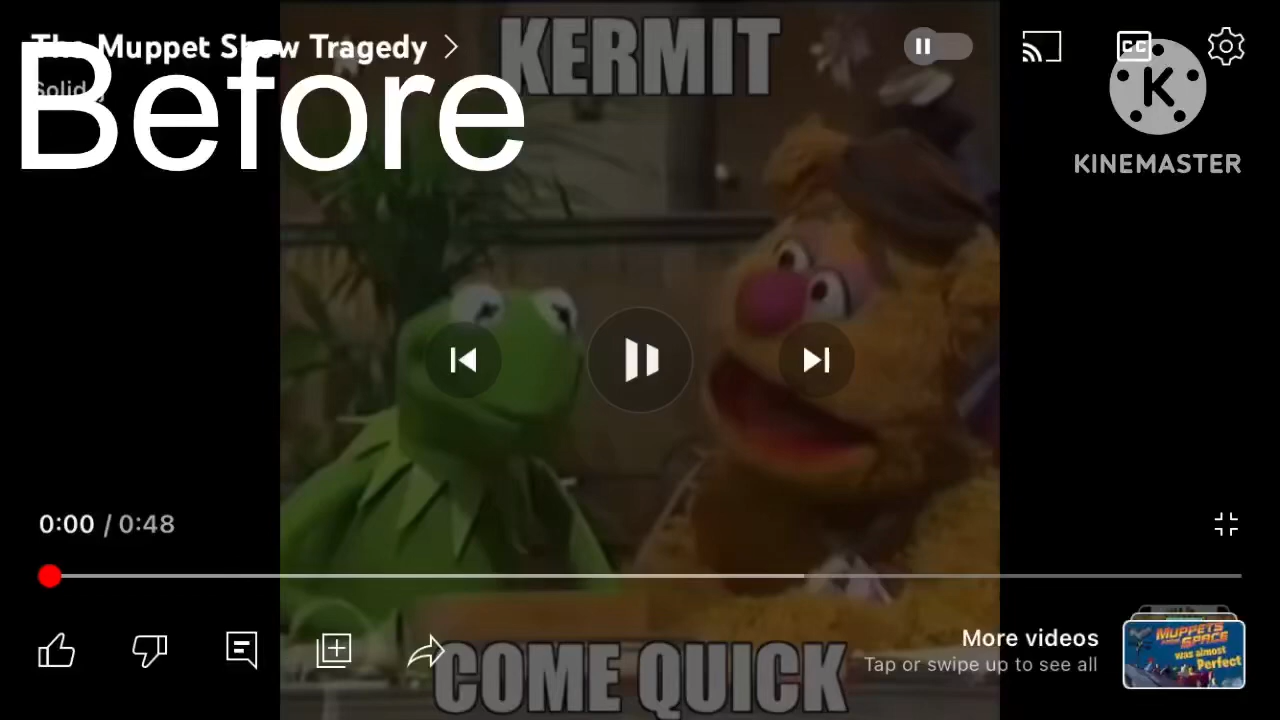 The Muppet Show Tragedy
Before
KERMIT
CC
K
KINEMASTER
0:00 / 0:48
More videos
Tap or swipe up to see all
MUPPETS
SPACE
was almost
Perfect
COME QUICK